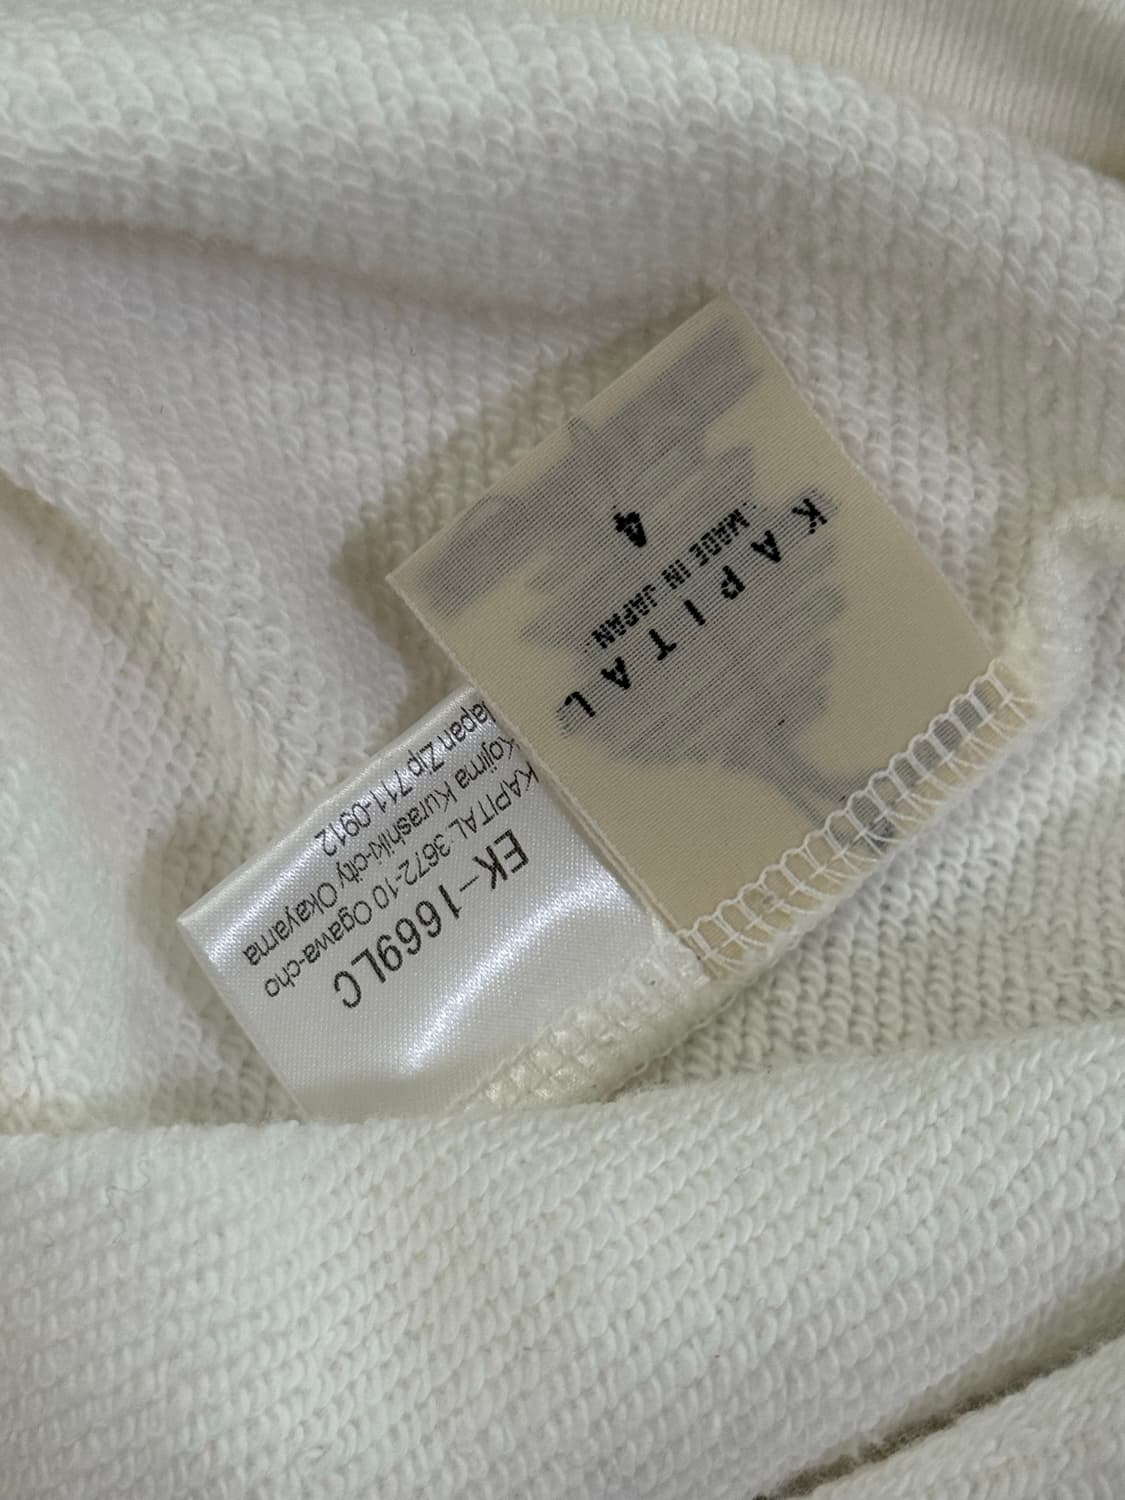 KAPITAL
MADE IN JAPAN
4
EK-1669LC
KAPITAL 3672-10 Ogawa-cho
Kojima Kurashiki-city Okayama
Japan Zip 711-0912